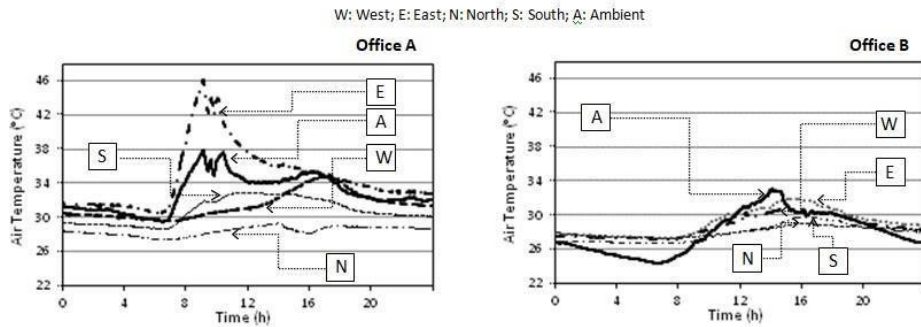 W: West; E: East; N: North; S: South; A: Ambient
Office A
Office B
Air Temperature (°C)
46
42
38
34
30
26
22
E
A
S
W
N
0 4 8 12 16 20
Time (h)
Air Temperature (°C)
46
42
38
34
30
26
22
A
W
E
N
S
0 4 8 12 16 20
Time (h)